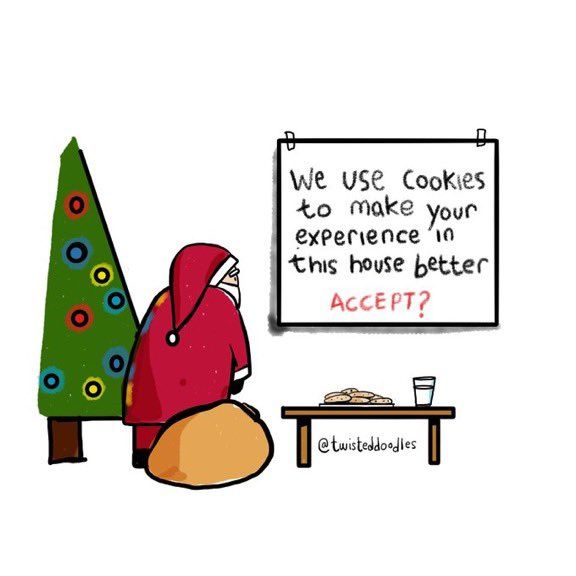 We use cookies
to make your
experience in
this house better
ACCEPT?
@twisteddoodles